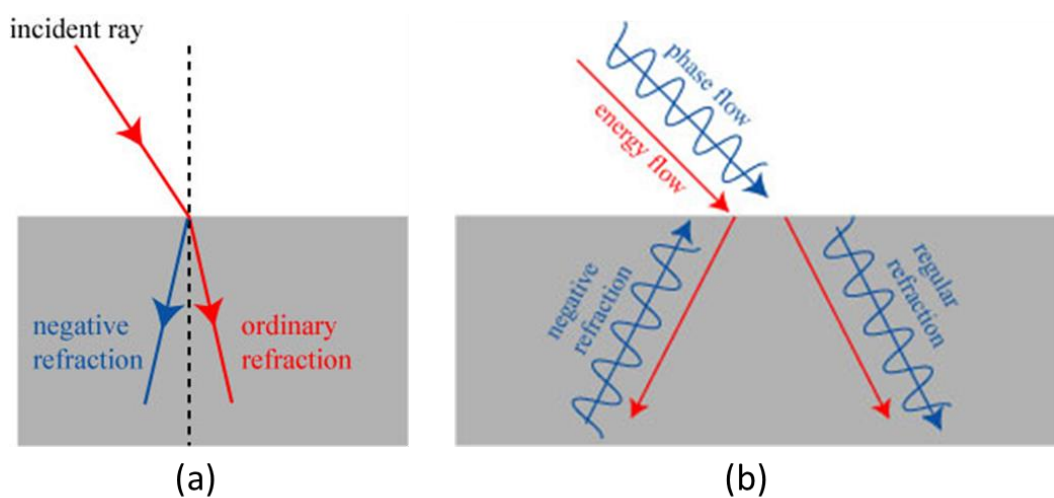 incident ray
negative
refraction
ordinary
refraction
(a)
phase flow
energy flow
negative
refraction
regular
refraction
(b)